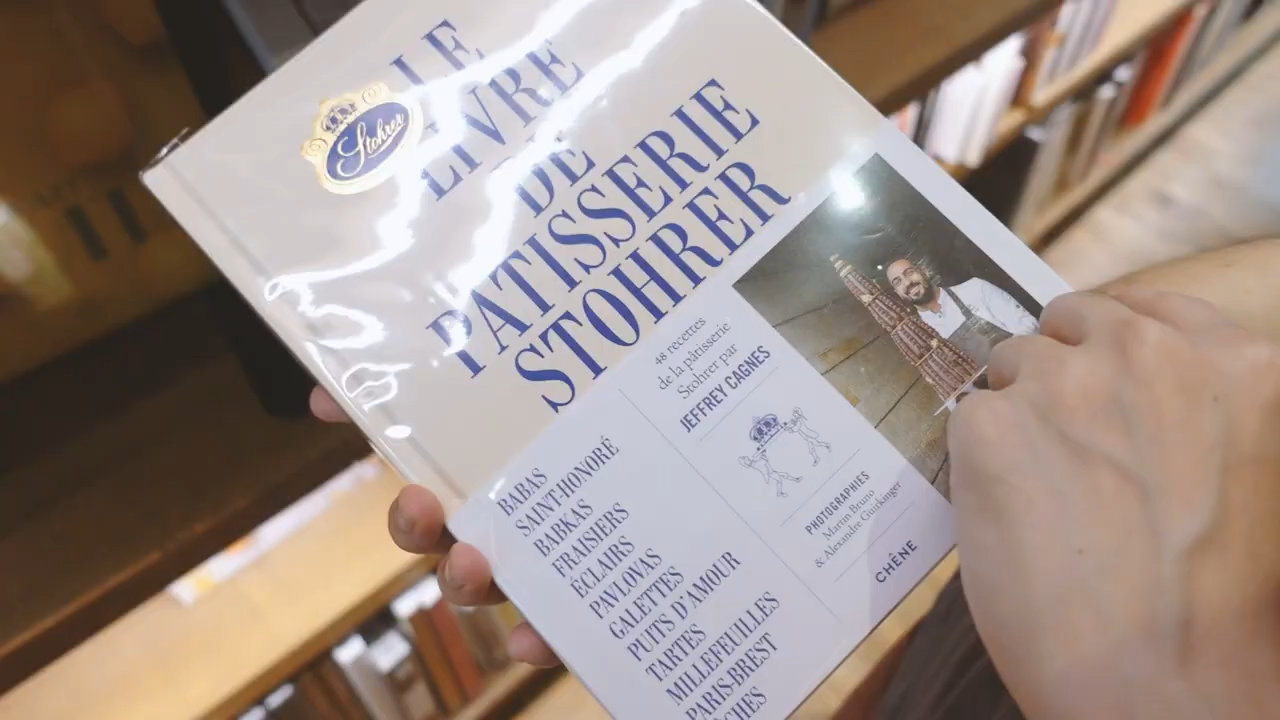 Stohrer
LE
LIVRE
DE
PATISSERIE
STOHRER
48 recettes
de la pâtisserie
Stohrer par
JEFFREY CAGNES
PHOTOGRAPHIES
Martin Bruno
& Alexandre Guirkinger
CHÊNE
BABAS
SAINT-HONORÉ
BABKAS
FRAISIERS
ÉCLAIRS
PAVLOVAS
GALETTES
PUITS D'AMOUR
TARTES
MILLEFEUILLES
PARIS-BREST